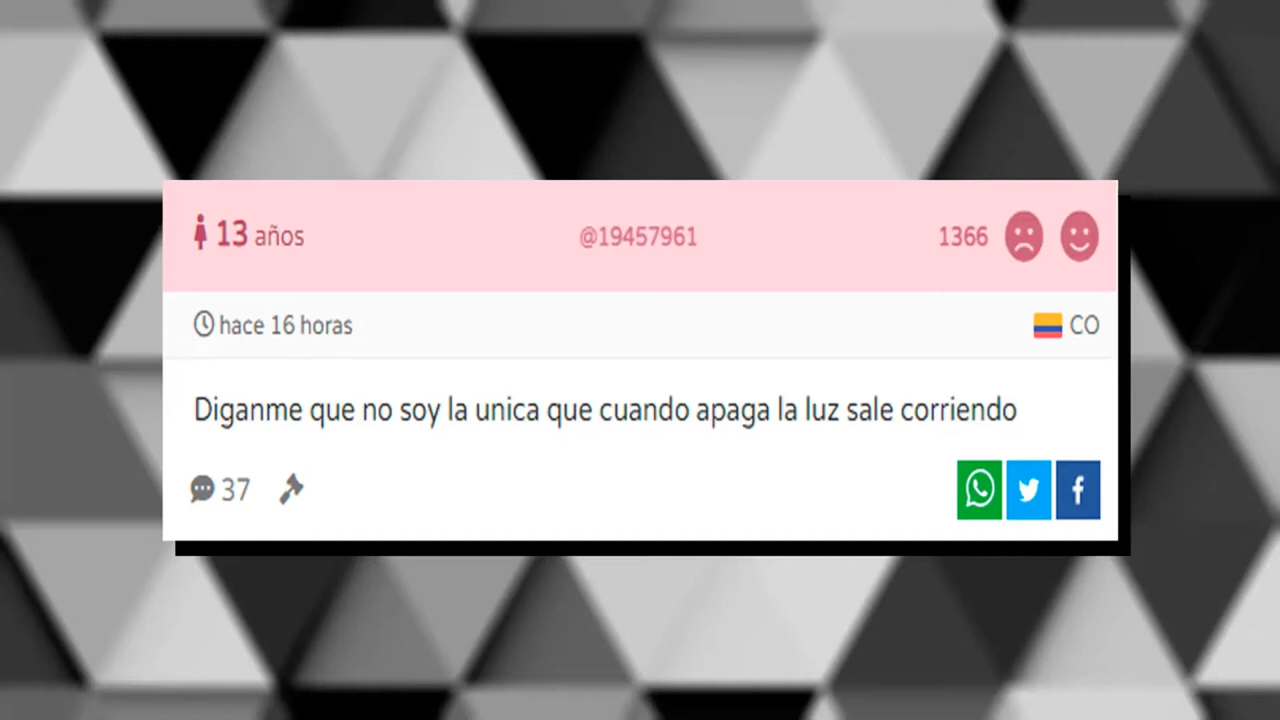 13 años @19457961 1366
hace 16 horas CO
Diganme que no soy la unica que cuando apaga la luz sale corriendo
37